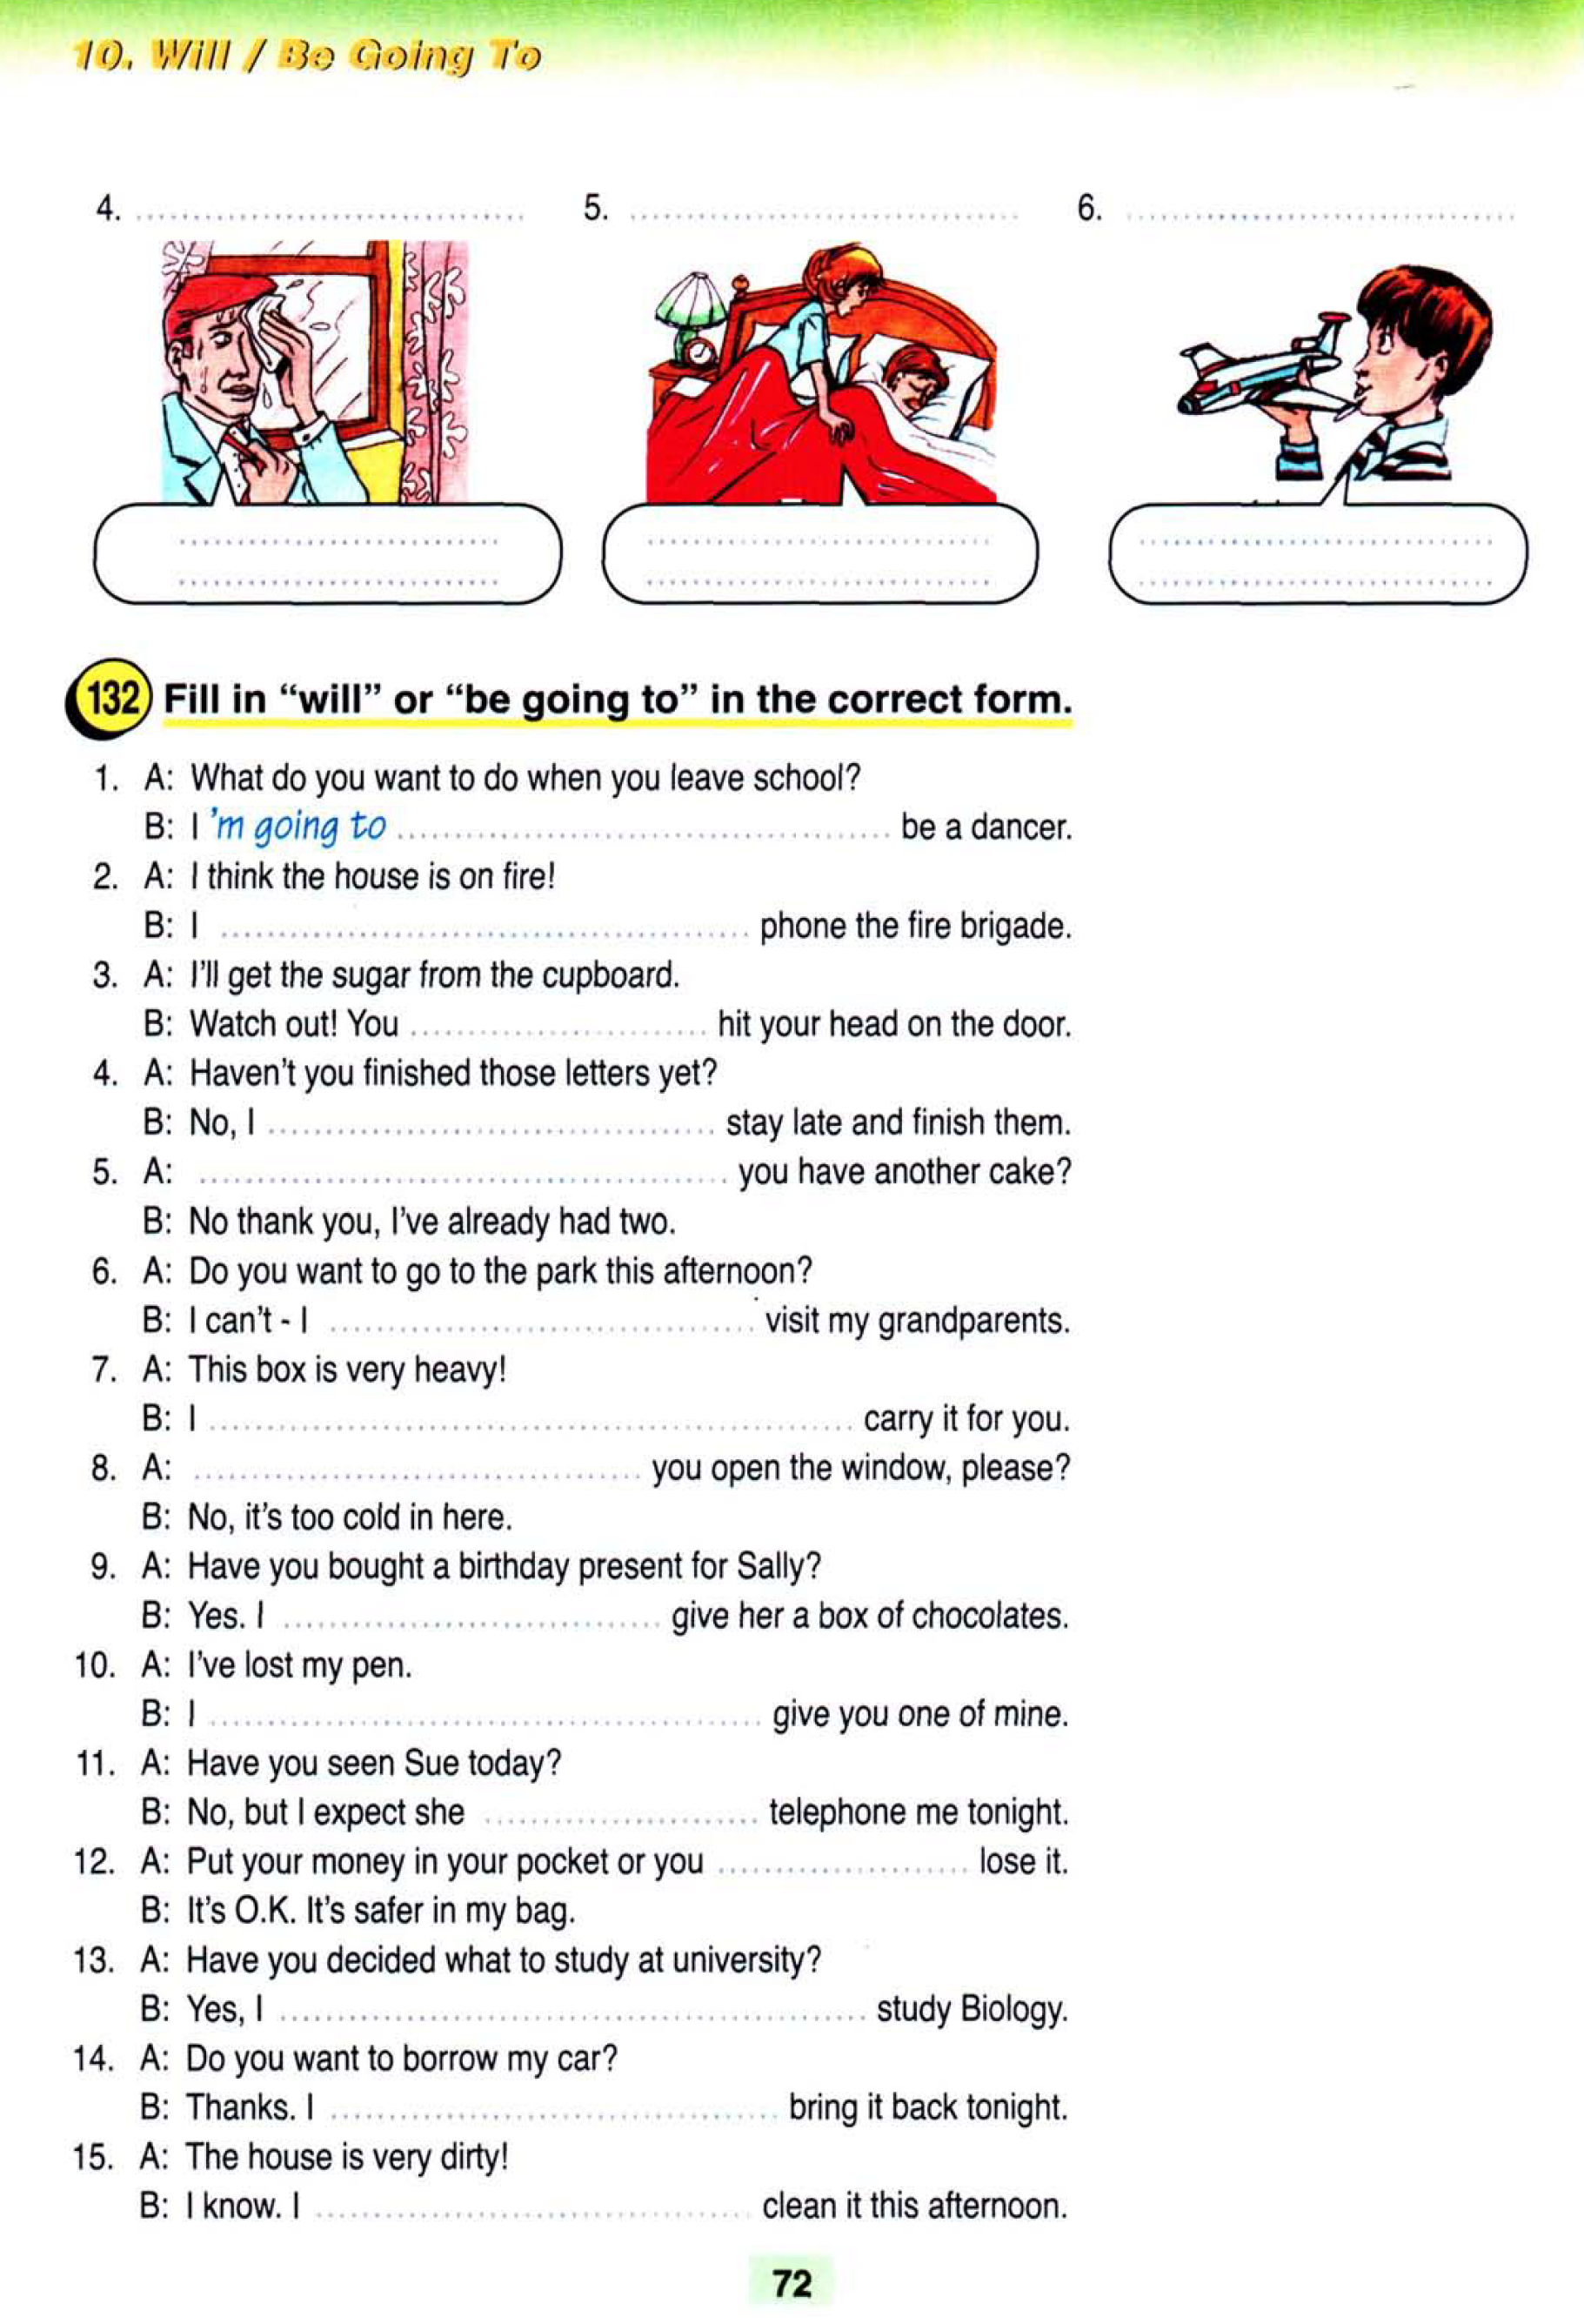 10. Will / Be Going To
4. ....................
5. ....................
6. ....................
132 Fill in “will” or “be going to” in the correct form.
1. A: What do you want to do when you leave school?
B: I 'm going to .................... be a dancer.
2. A: I think the house is on fire!
B: I .................... phone the fire brigade.
3. A: I'll get the sugar from the cupboard.
B: Watch out! You .................... hit your head on the door.
4. A: Haven't you finished those letters yet?
B: No, I .................... stay late and finish them.
5. A: .................... you have another cake?
B: No thank you, I've already had two.
6. A: Do you want to go to the park this afternoon?
B: I can't - I .................... visit my grandparents.
7. A: This box is very heavy!
B: I .................... carry it for you.
8. A: .................... you open the window, please?
B: No, it's too cold in here.
9. A: Have you bought a birthday present for Sally?
B: Yes. I .................... give her a box of chocolates.
10. A: I've lost my pen.
B: I .................... give you one of mine.
11. A: Have you seen Sue today?
B: No, but I expect she .................... telephone me tonight.
12. A: Put your money in your pocket or you .................... lose it.
B: It's O.K. It's safer in my bag.
13. A: Have you decided what to study at university?
B: Yes, I .................... study Biology.
14. A: Do you want to borrow my car?
B: Thanks. I .................... bring it back tonight.
15. A: The house is very dirty!
B: I know. I .................... clean it this afternoon.
72